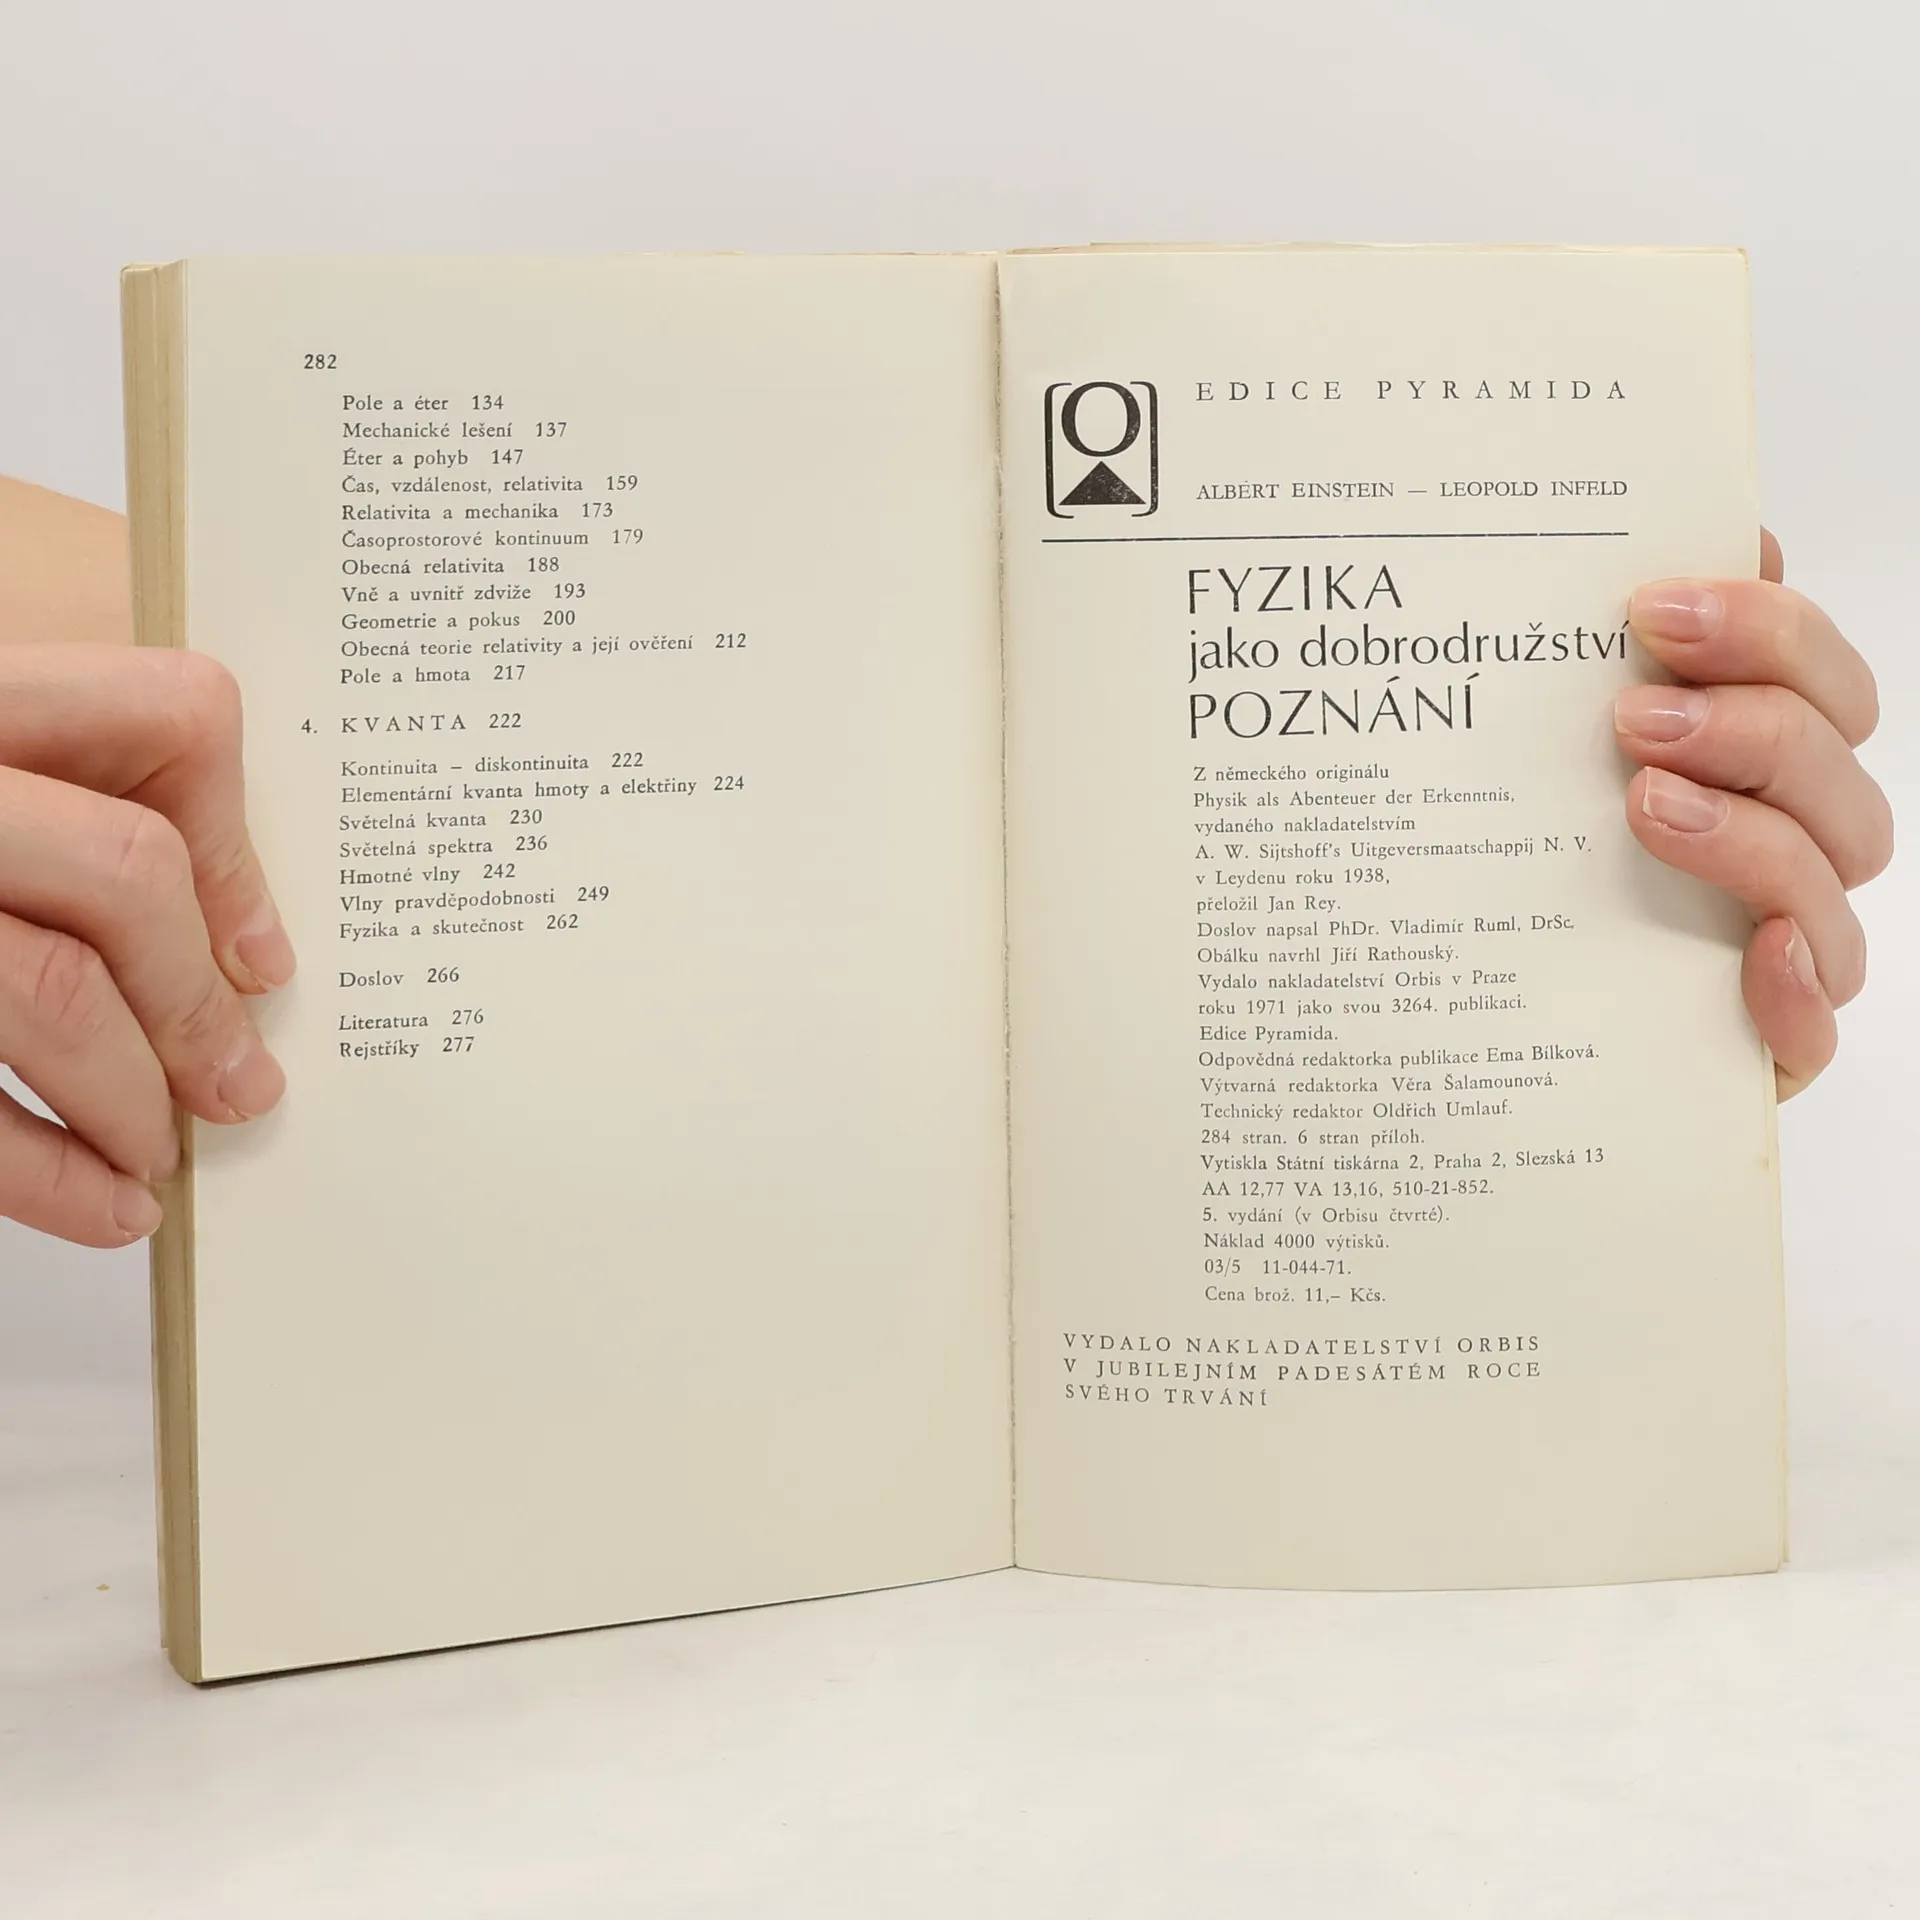 282
Pole a éter 134
Mechanické lešení 137
Éter a pohyb 147
Čas, vzdálenost, relativita 159
Relativita a mechanika 173
Časoprostorové kontinuum 179
Obecná relativita 188
Vně a uvnitř zdviže 193
Geometrie a pokus 200
Obecná teorie relativity a její ověření 212
Pole a hmota 217
4. KVANTA 222
Kontinuita – diskontinuita 222
Elementární kvanta hmoty a elektřiny 224
Světelná kvanta 230
Světelná spektra 236
Hmotné vlny 242
Vlny pravděpodobnosti 249
Fyzika a skutečnost 262
Doslov 266
Literatura 276
Rejstříky 277
O
EDICE PYRAMIDA
ALBERT EINSTEIN — LEOPOLD INFELD
FYZIKA
jako dobrodružství
POZNÁNÍ
Z německého originálu
Physik als Abenteuer der Erkenntnis,
vydaného nakladatelstvím
A. W. Sijtshoff's Uitgeversmaatschappij N. V.
v Leydenu roku 1938,
přeložil Jan Rey.
Doslov napsal PhDr. Vladimír Ruml, DrSc.
Obálku navrhl Jiří Rathouský.
Vydalo nakladatelství Orbis v Praze
roku 1971 jako svou 3264. publikaci.
Edice Pyramida.
Odpovědná redaktorka publikace Ema Bílková.
Výtvarná redaktorka Věra Šalamounová.
Technický redaktor Oldřich Umlauf.
284 stran. 6 stran příloh.
Vytiskla Státní tiskárna 2, Praha 2, Slezská 13
AA 12,77 VA 13,16, 510-21-852.
5. vydání (v Orbisu čtvrté).
Náklad 4000 výtisků.
03/5 11-044-71.
Cena brož. 11,– Kčs.
VYDALO NAKLADATELSTVÍ ORBIS
V JUBILEJNÍM PADESÁTÉM ROCE
SVÉHO TRVÁNÍ